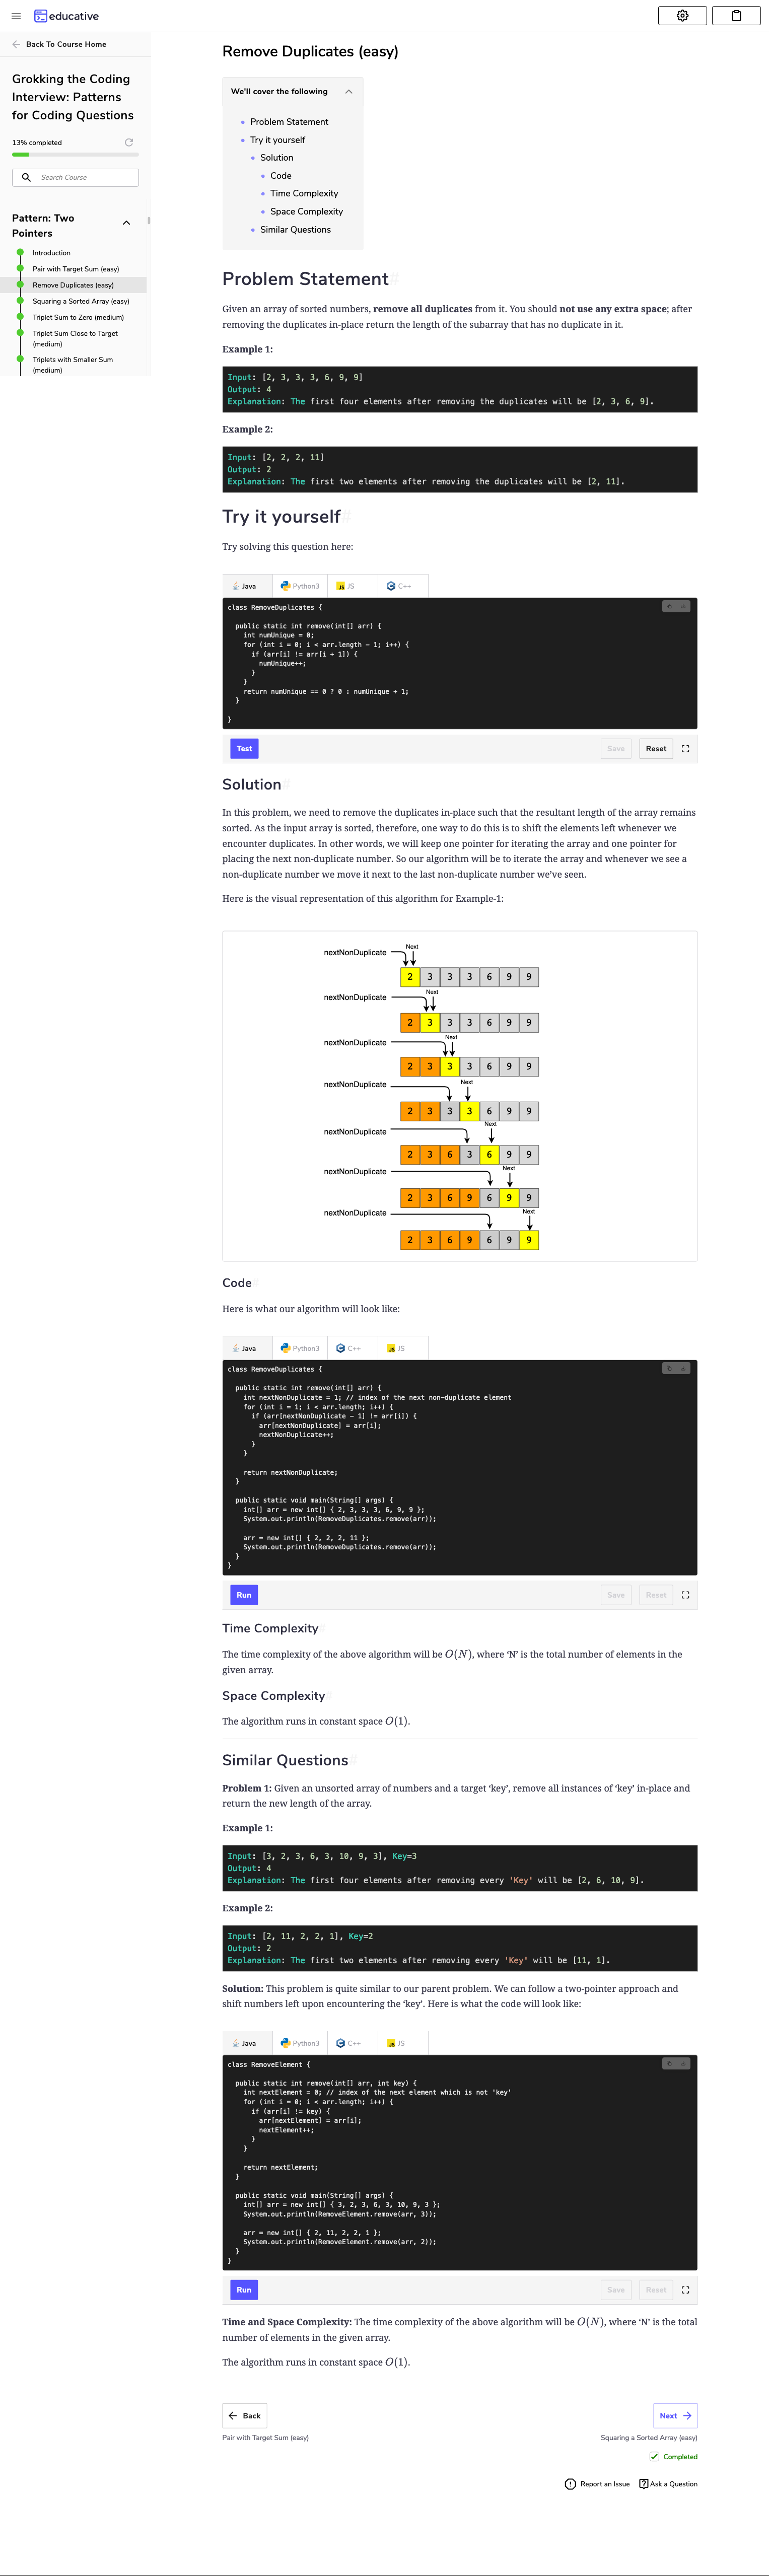 educative
Back To Course Home
Grokking the Coding
Interview: Patterns
for Coding Questions
13% completed
Search Course
Pattern: Two
Pointers
Introduction
Pair with Target Sum (easy)
Remove Duplicates (easy)
Squaring a Sorted Array (easy)
Triplet Sum to Zero (medium)
Triplet Sum Close to Target
(medium)
Triplets with Smaller Sum
(medium)
Remove Duplicates (easy)
We'll cover the following
Problem Statement
Try it yourself
Solution
Code
Time Complexity
Space Complexity
Similar Questions
Problem Statement
Given an array of sorted numbers, remove all duplicates from it. You should not use any extra space; after
removing the duplicates in-place return the length of the subarray that has no duplicate in it.
Example 1:
Input: [2, 3, 3, 3, 6, 9, 9]
Output: 4
Explanation: The first four elements after removing the duplicates will be [2, 3, 6, 9].
Example 2:
Input: [2, 2, 2, 11]
Output: 2
Explanation: The first two elements after removing the duplicates will be [2, 11].
Try it yourself
Try solving this question here:
Java Python3 JS C++
class RemoveDuplicates {
public static int remove(int[] arr) {
int numUnique = 0;
for (int i = 0; i < arr.length - 1; i++) {
if (arr[i] != arr[i + 1]) {
numUnique++;
}
}
return numUnique == 0 ? 0 : numUnique + 1;
}
}
Test Save Reset
Solution
In this problem, we need to remove the duplicates in-place such that the resultant length of the array remains
sorted. As the input array is sorted, therefore, one way to do this is to shift the elements left whenever we
encounter duplicates. In other words, we will keep one pointer for iterating the array and one pointer for
placing the next non-duplicate number. So our algorithm will be to iterate the array and whenever we see a
non-duplicate number we move it next to the last non-duplicate number we've seen.
Here is the visual representation of this algorithm for Example-1:
Next
nextNonDuplicate
2 3 3 3 6 9 9
Next
nextNonDuplicate
2 3 3 3 6 9 9
Next
nextNonDuplicate
2 3 3 3 6 9 9
Next
nextNonDuplicate
2 3 3 3 6 9 9
Next
nextNonDuplicate
2 3 6 3 6 9 9
Next
nextNonDuplicate
2 3 6 9 6 9 9
Next
nextNonDuplicate
2 3 6 9 6 9 9
Code
Here is what our algorithm will look like:
Java Python3 C++ JS
class RemoveDuplicates {
public static int remove(int[] arr) {
int nextNonDuplicate = 1; // index of the next non-duplicate element
for (int i = 1; i < arr.length; i++) {
if (arr[nextNonDuplicate - 1] != arr[i]) {
arr[nextNonDuplicate] = arr[i];
nextNonDuplicate++;
}
}
return nextNonDuplicate;
}
public static void main(String[] args) {
int[] arr = new int[] { 2, 3, 3, 3, 6, 9, 9 };
System.out.println(RemoveDuplicates.remove(arr));
arr = new int[] { 2, 2, 2, 11 };
System.out.println(RemoveDuplicates.remove(arr));
}
}
Run Save Reset
Time Complexity
The time complexity of the above algorithm will be O(N), where ‘N’ is the total number of elements in the
given array.
Space Complexity
The algorithm runs in constant space O(1).
Similar Questions
Problem 1: Given an unsorted array of numbers and a target ‘key’, remove all instances of ‘key’ in-place and
return the new length of the array.
Example 1:
Input: [3, 2, 3, 6, 3, 10, 9, 3], Key=3
Output: 4
Explanation: The first four elements after removing every 'Key' will be [2, 6, 10, 9].
Example 2:
Input: [2, 11, 2, 2, 1], Key=2
Output: 2
Explanation: The first two elements after removing every 'Key' will be [11, 1].
Solution: This problem is quite similar to our parent problem. We can follow a two-pointer approach and
shift numbers left upon encountering the ‘key’. Here is what the code will look like:
Java Python3 C++ JS
class RemoveElement {
public static int remove(int[] arr, int key) {
int nextElement = 0; // index of the next element which is not 'key'
for (int i = 0; i < arr.length; i++) {
if (arr[i] != key) {
arr[nextElement] = arr[i];
nextElement++;
}
}
return nextElement;
}
public static void main(String[] args) {
int[] arr = new int[] { 3, 2, 3, 6, 3, 10, 9, 3 };
System.out.println(RemoveElement.remove(arr, 3));
arr = new int[] { 2, 11, 2, 2, 1 };
System.out.println(RemoveElement.remove(arr, 2));
}
}
Run Save Reset
Time and Space Complexity: The time complexity of the above algorithm will be O(N), where ‘N’ is the total
number of elements in the given array.
The algorithm runs in constant space O(1).
Back Next
Pair with Target Sum (easy) Squaring a Sorted Array (easy)
Completed
Report an Issue Ask a Question